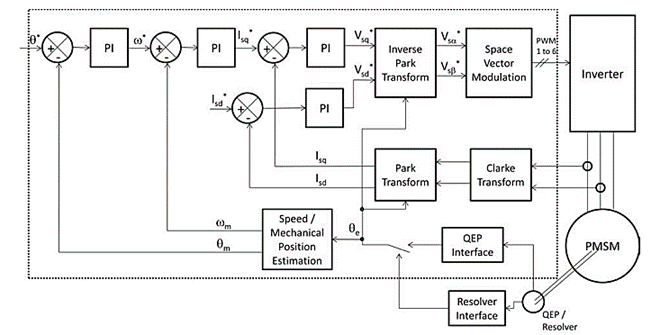 θ*
+
-
PI
ω*
+
-
PI
Isq*
+
-
PI
Vsq*
Vsd*
Inverse
Park
Transform
Vsα*
Vsβ*
Space
Vector
Modulation
PWM
1 to 6
Inverter
Isd*
+
-
PI
Isq
Isd
Park
Transform
Clarke
Transform
ωm
θm
Speed /
Mechanical
Position
Estimation
θe
QEP
Interface
PMSM
Resolver
Interface
QEP /
Resolver